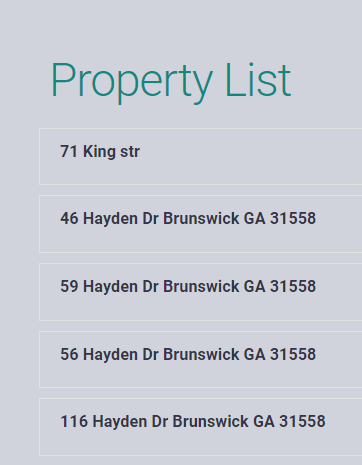 Property List
71 King str
46 Hayden Dr Brunswick GA 31558
59 Hayden Dr Brunswick GA 31558
56 Hayden Dr Brunswick GA 31558
116 Hayden Dr Brunswick GA 31558